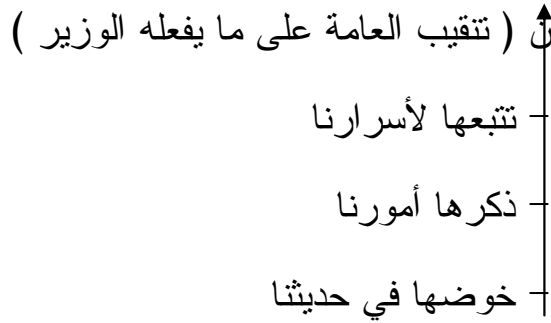 ن ( تنقيب العامة على ما يفعله الوزير )
تتبعها لأسرارنا
ذكرها أمورنا
خوضها في حديثنا